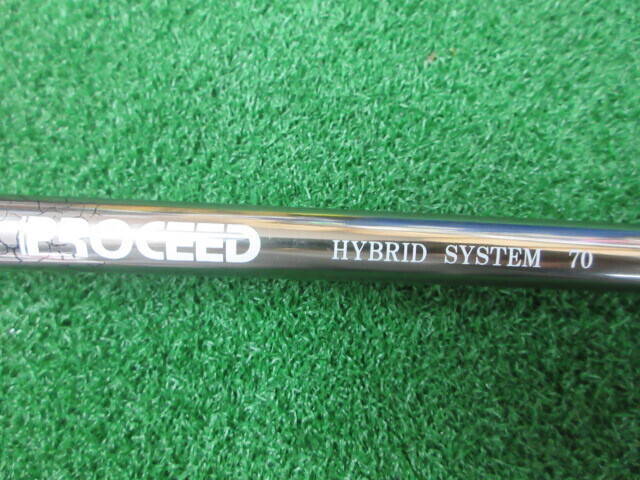 PROCEED HYBRID SYSTEM 70